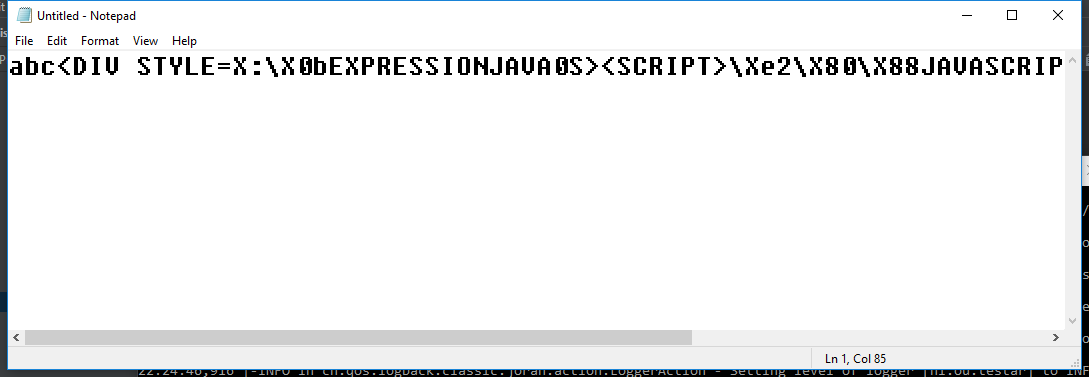 Untitled - Notepad
File Edit Format View Help
abc<DIV STYLE=X:\X0bEXPRESSIONJAVA0S><SCRIPT>\Xe2\X80\X88JAVASCRIP
Ln 1, Col 85
22:24:46,916 |-INFO in ch.qos.logback.classic.joran.action.LoggerAction - Setting level of logger [nl.ou.testar] to INF